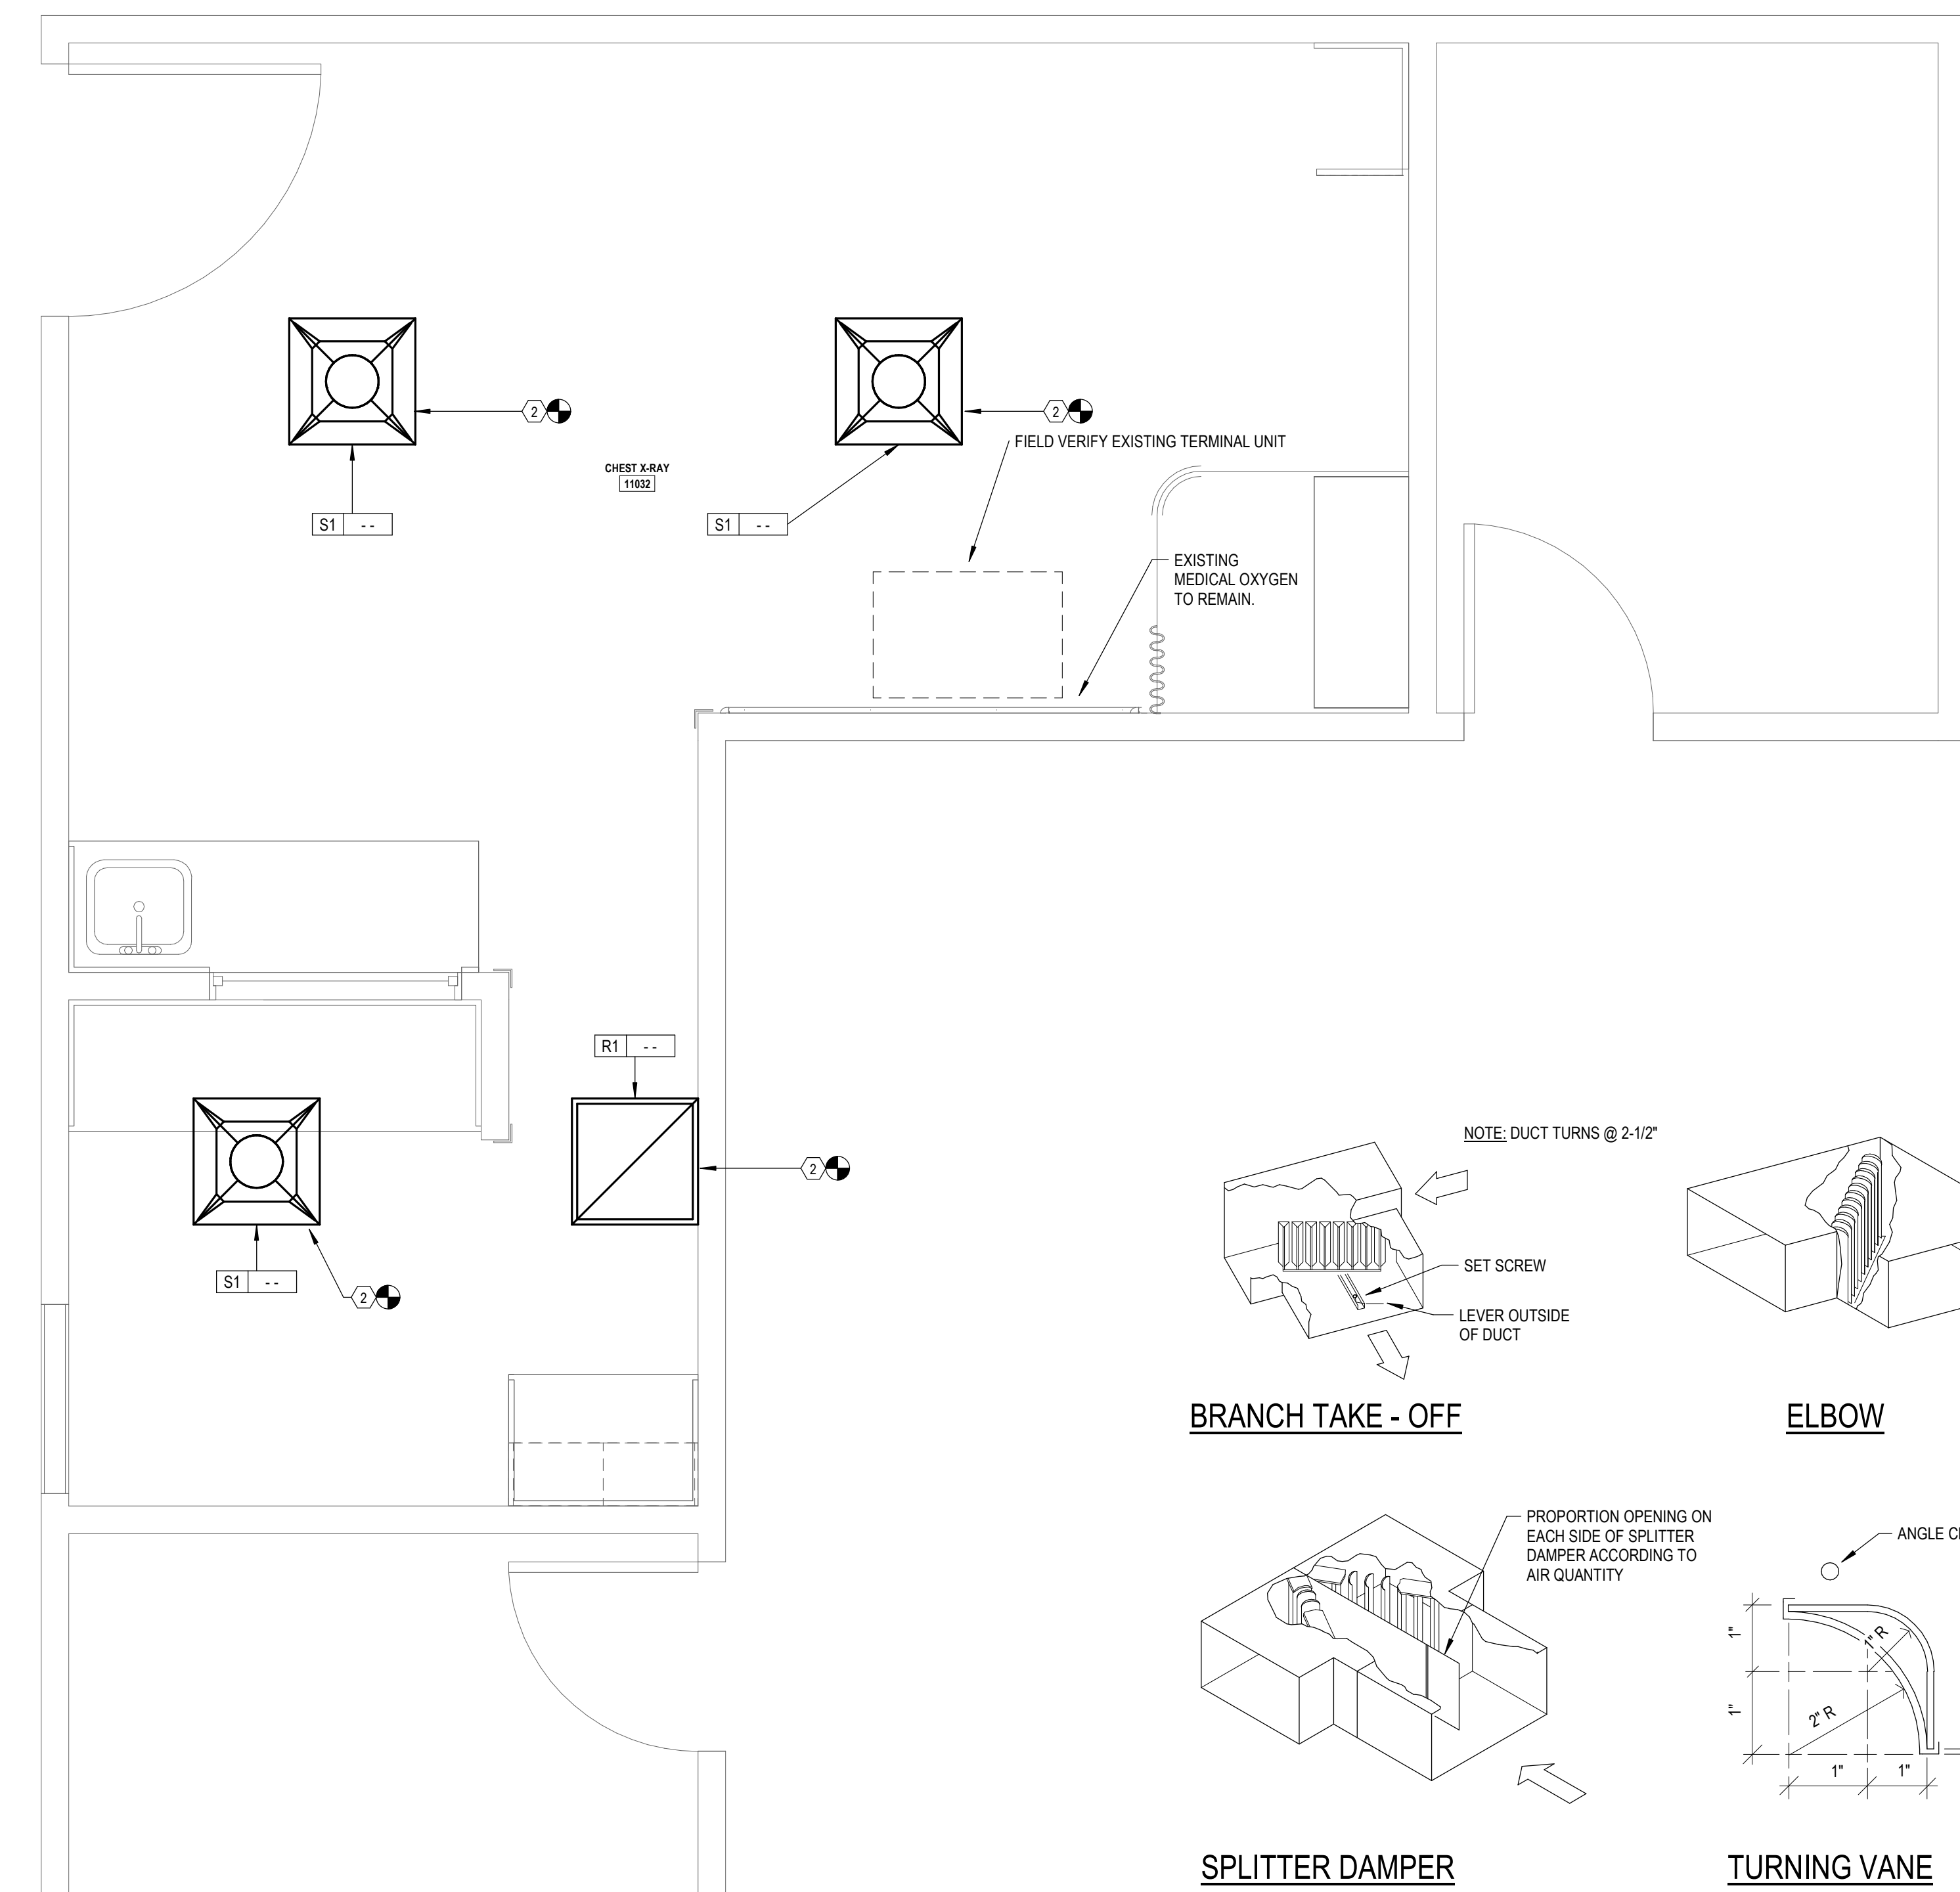 2
2
FIELD VERIFY EXISTING TERMINAL UNIT
CHEST X-RAY
11032
S1 - -
S1 - -
EXISTING
MEDICAL OXYGEN
TO REMAIN.
R1 - -
2
S1 - -
2
NOTE: DUCT TURNS @ 2-1/2"
SET SCREW
LEVER OUTSIDE
OF DUCT
BRANCH TAKE - OFF
ELBOW
PROPORTION OPENING ON
EACH SIDE OF SPLITTER
DAMPER ACCORDING TO
AIR QUANTITY
ANGLE
1"
1" R
1"
2" R
1"
1"
SPLITTER DAMPER
TURNING VANE